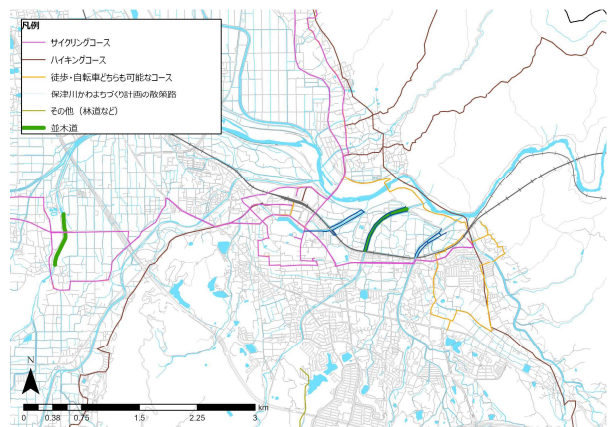 凡例
サイクリングコース
ハイキングコース
徒歩・自転車どちらも可能なコース
保津川かわまちづくり計画の散策路
その他（林道など）
並木道
N
km
0 0.38 0.75 1.5 2.25 3